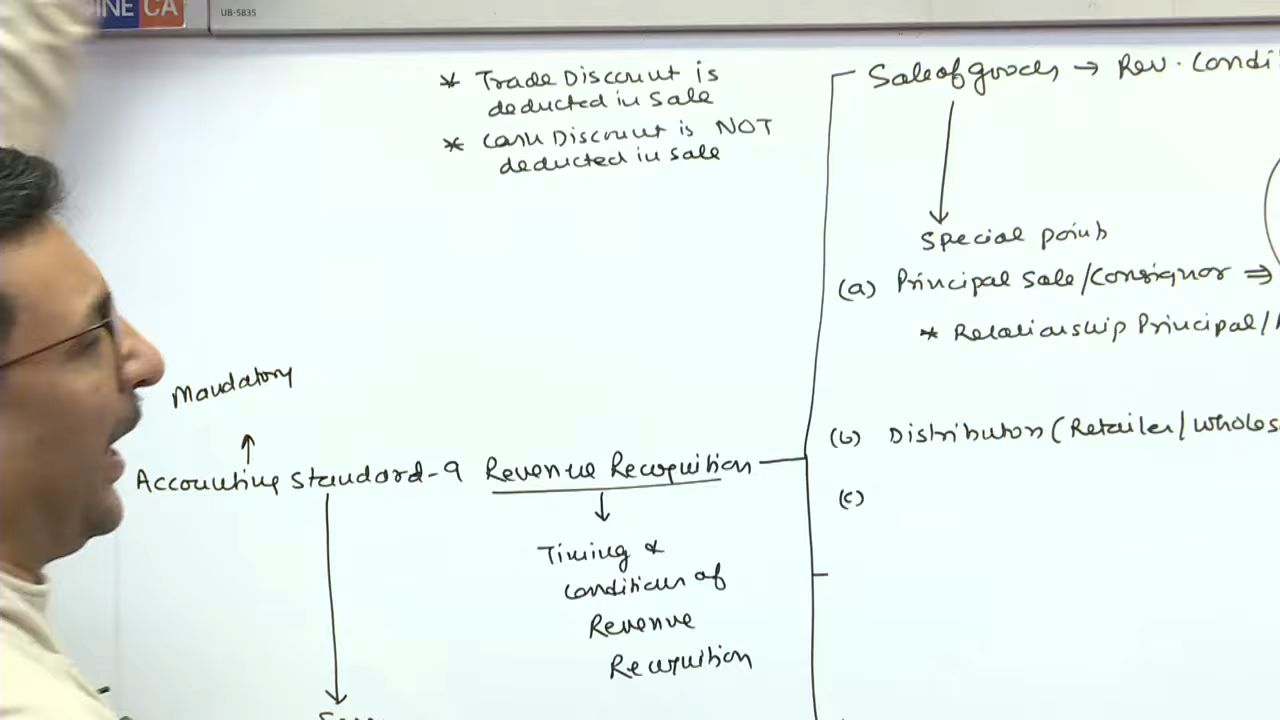 INE CA
UB-5835
* Trade Discount is
deducted in sale
* Cash Discount is NOT
deducted in sale
Sale of goods → Rev. Condi
Special points
(a) Principal Sale/Consignor ⇒
* Relationship Principal/
(b) Distributors (Retailer/Wholes
(c)
Mandatory
Accounting Standard-9 Revenue Recognition
Timing &
conditions of
Revenue
Recognition